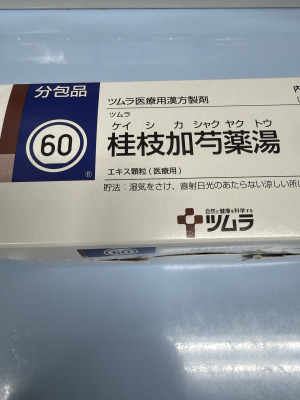 分包品
内
ツムラ医療用漢方製剤
60
®
ツムラ
ケイ シ カ シャク ヤク トウ
桂枝加芍薬湯
エキス顆粒(医療用)
貯法:湿気をさけ、直射日光のあたらない涼しい所に
自然と健康を科学する
ツムラ